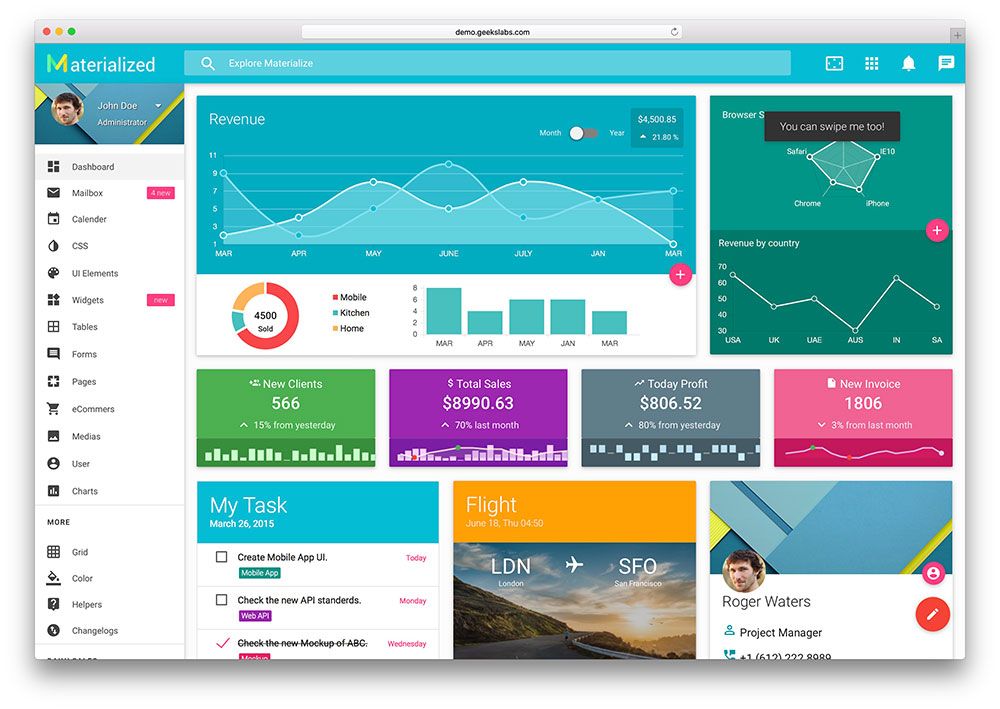 demo.geekslabs.com
Materialized
Explore Materialize
John Doe
Administrator
Dashboard
Mailbox
4 new
Calender
CSS
UI Elements
Widgets
new
Tables
Forms
Pages
eCommers
Medias
User
Charts
MORE
Grid
Color
Helpers
Changelogs
Revenue
Month
Year
$4,500.85
21.80 %
11
9
7
5
3
1
MAR APR MAY JUNE JULY JAN MAR
4500
Sold
Mobile
Kitchen
Home
8
6
4
2
0
MAR APR MAY JAN MAR
Browser S
You can swipe me too!
Safari
IE10
Chrome
iPhone
Revenue by country
70
60
50
40
30
USA UK UAE AUS IN SA
New Clients
566
15% from yesterday
$ Total Sales
$8990.63
70% last month
Today Profit
$806.52
80% from yesterday
New Invoice
1806
3% from last month
My Task
March 26, 2015
Create Mobile App UI.
Today
Mobile App
Check the new API standerds.
Monday
Web API
Check the new Mockup of ABC.
Wednesday
Mockup
Flight
June 18, Thu 04:50
LDN
London
SFO
San Francisco
Roger Waters
Project Manager
+1 (612) 222 8989